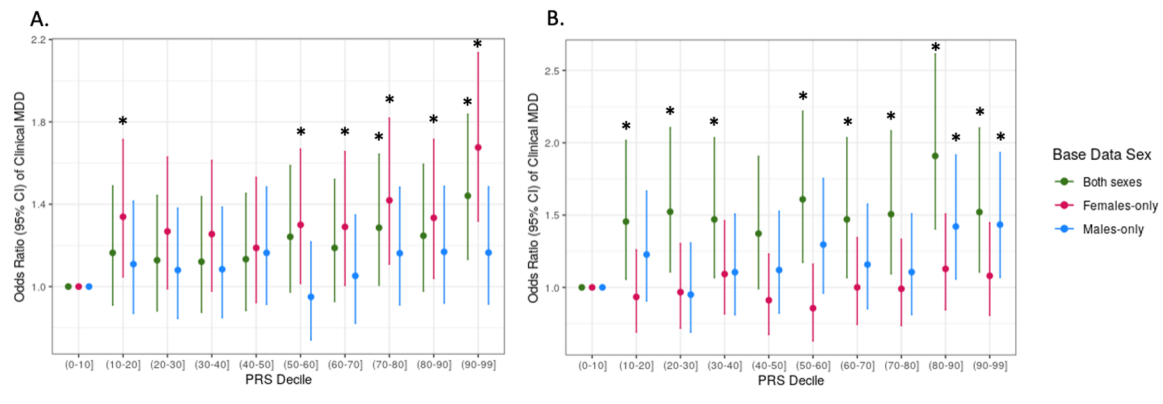 A.
Odds Ratio (95% CI) of Clinical MDD
2.2
1.8
1.4
1.0
* * * * * * * *
(0-10] (10-20] (20-30] (30-40] (40-50] (50-60] (60-70] (70-80] (80-90] (90-99]
PRS Decile
B.
Odds Ratio (95% CI) of Clinical MDD
2.5
2.0
1.5
1.0
* * * * * * * * * * *
(0-10] (10-20] (20-30] (30-40] (40-50] (50-60] (60-70] (70-80] (80-90] (90-99]
PRS Decile
Base Data Sex
Both sexes
Females-only
Males-only